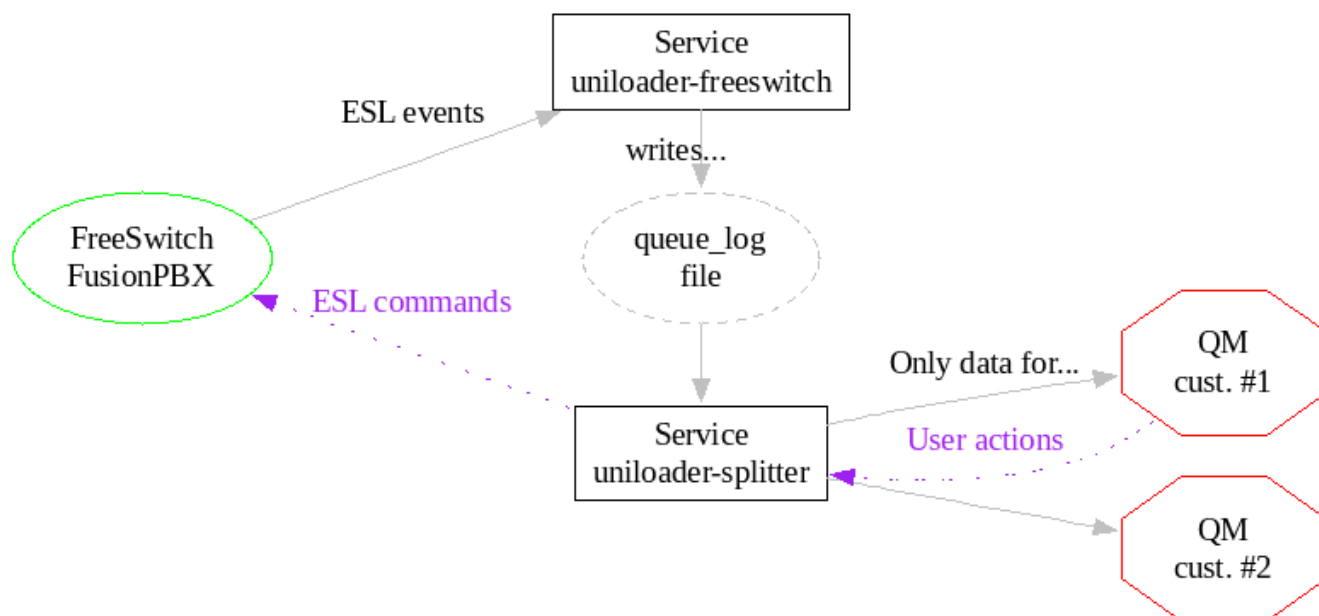 Service
uniloader-freeswitch
ESL events
writes...
FreeSwitch
FusionPBX
queue_log
file
ESL commands
QM
cust. #1
Only data for...
User actions
Service
uniloader-splitter
QM
cust. #2